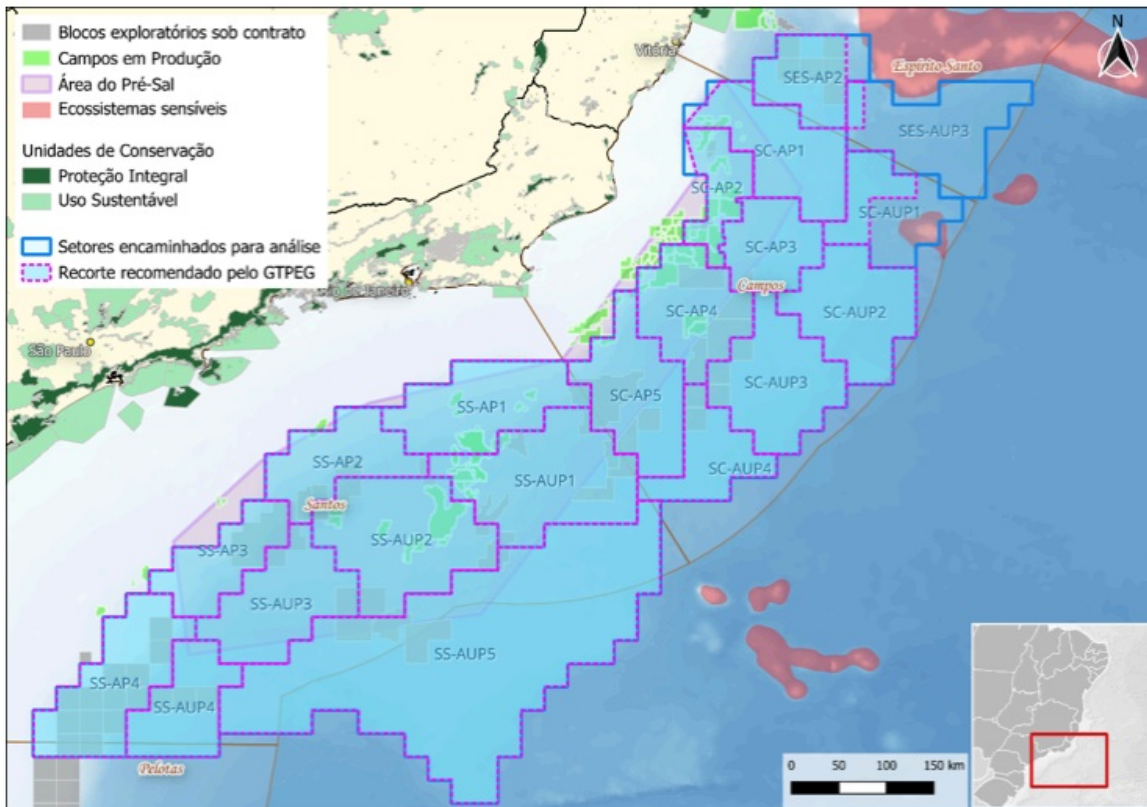 Blocos exploratórios sob contrato
Campos em Produção
Área do Pré-Sal
Ecossistemas sensíveis
Unidades de Conservação
Proteção Integral
Uso Sustentável
Setores encaminhados para análise
Recorte recomendado pelo GTPEG
N
Vitória
Espírito Santo
SES-AP2
SES-AUP3
SC-AP1
SC-AP2
SC-AUP1
SC-AP3
Campos
SC-AP4
SC-AUP2
São Paulo
SC-AUP3
SC-AP5
SS-AP1
SC-AUP4
SS-AP2
SS-AUP1
Santos
SS-AUP2
SS-AP3
SS-AUP3
SS-AUP5
SS-AP4
SS-AUP4
Pelotas
0 50 100 150 km